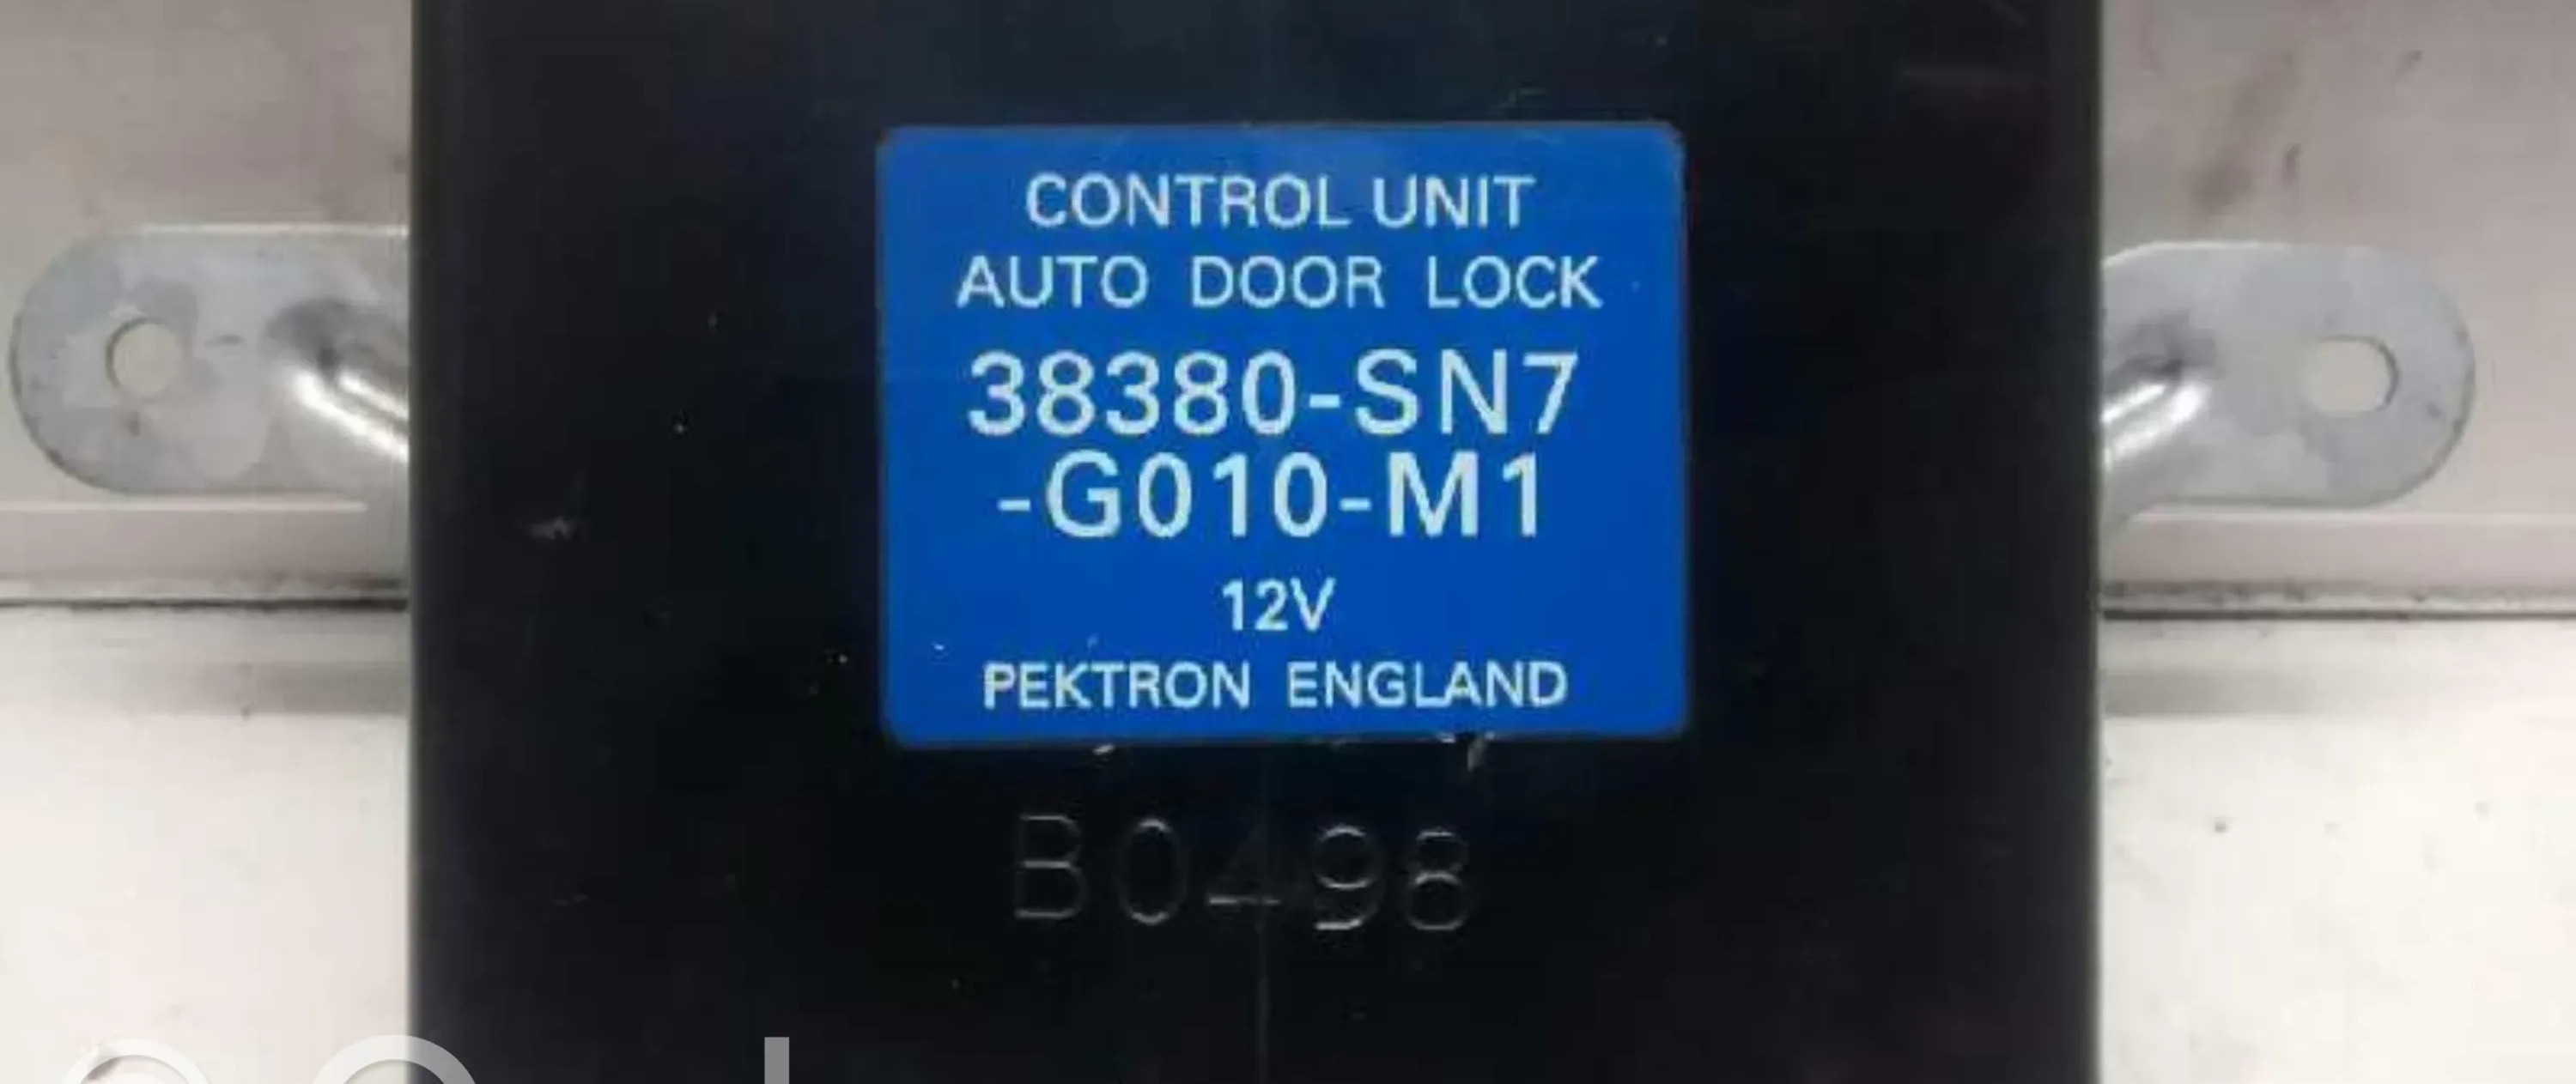 CONTROL UNIT
AUTO DOOR LOCK
38380-SN7
-G010-M1
12V
PEKTRON ENGLAND
B0498